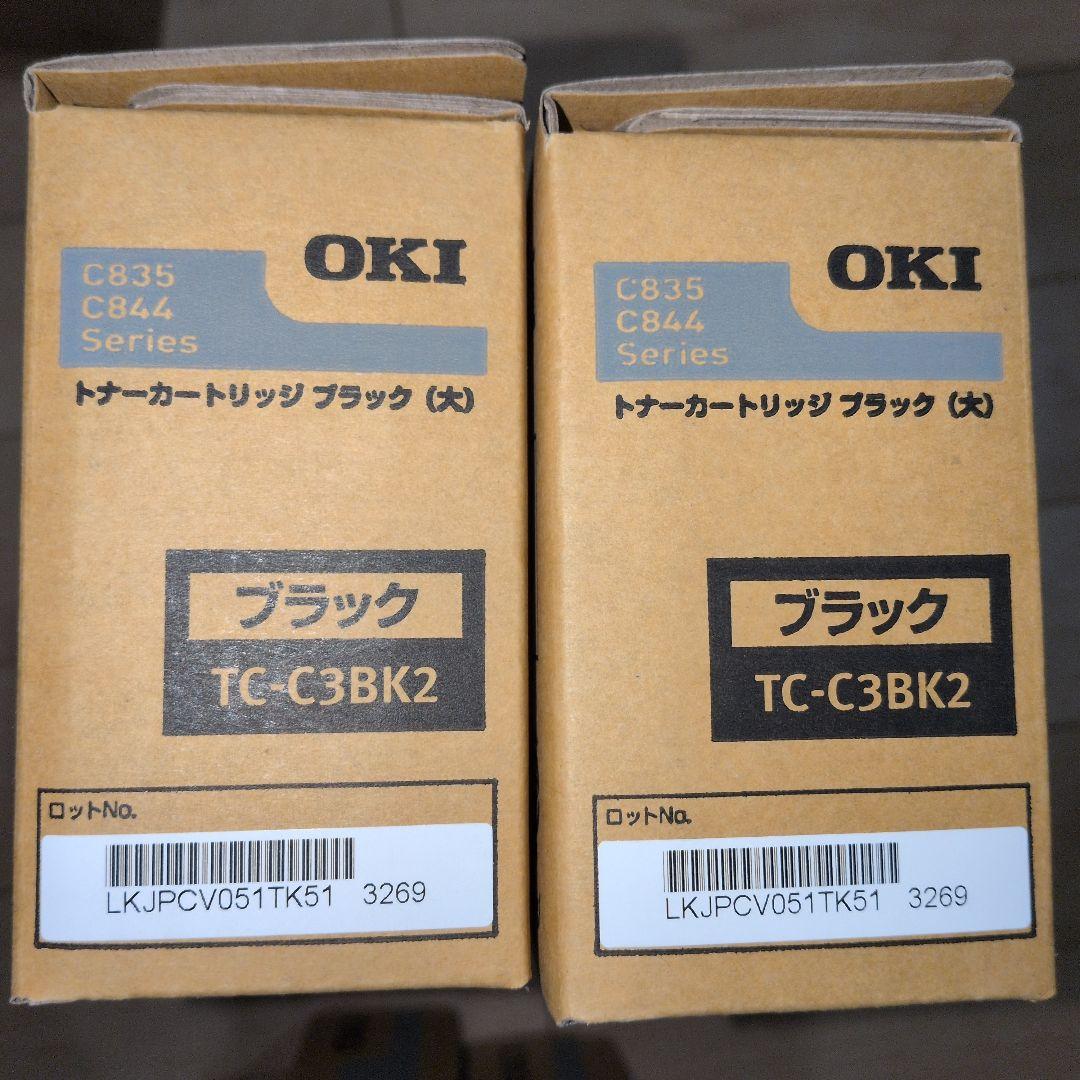 OKI
C835
C844
Series
トナーカートリッジ ブラック（大）
ブラック
TC-C3BK2
ロットNo.
LKJPCV051TK51 3269
OKI
C835
C844
Series
トナーカートリッジ ブラック（大）
ブラック
TC-C3BK2
ロットNo.
LKJPCV051TK51 3269